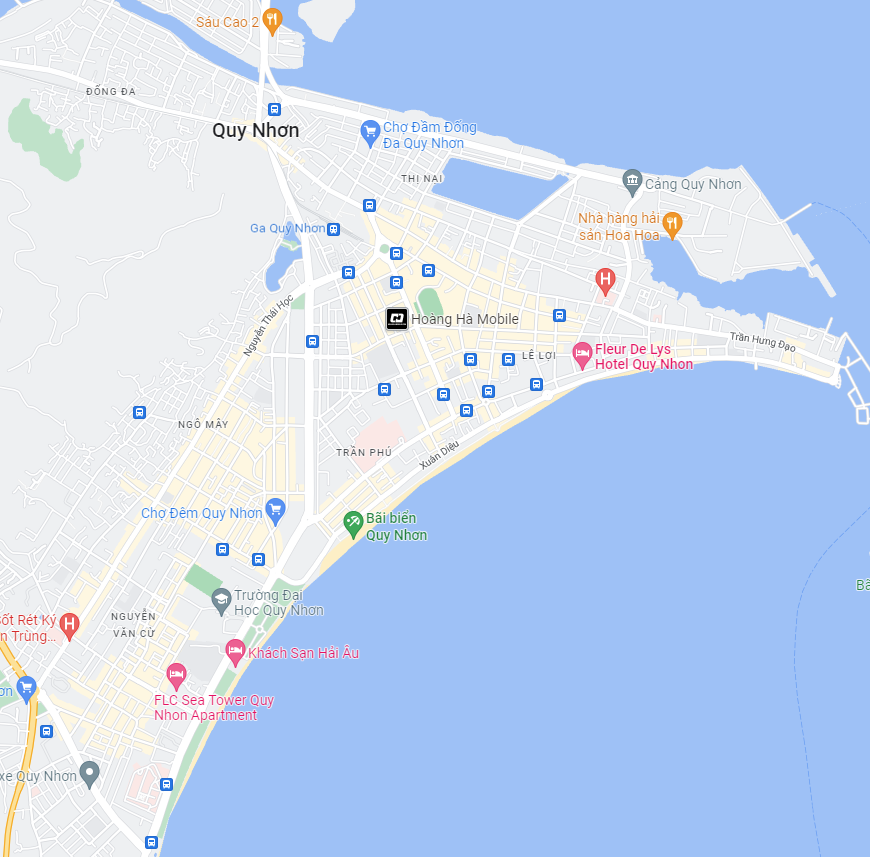 Sáu Cao 2
ĐỐNG ĐA
Quy Nhơn
Chợ Đầm Đống
Đa Quy Nhơn
THỊ NẠI
Cảng Quy Nhơn
Nhà hàng hải
sản Hoa Hoa
Ga Quy Nhơn
H
Nguyễn Thái Học
Hoàng Hà Mobile
Trần Hưng Đạo
LÊ LỢI
Fleur De Lys
Hotel Quy Nhon
NGÔ MÂY
TRẦN PHÚ
Xuân Diệu
Chợ Đêm Quy Nhơn
Bãi biển
Quy Nhơn
Trường Đại
Học Quy Nhơn
NGUYỄN
VĂN CỪ
Sốt Rét Ký
n Trùng...
H
Khách Sạn Hải Âu
ơn
FLC Sea Tower Quy
Nhon Apartment
xe Quy Nhơn